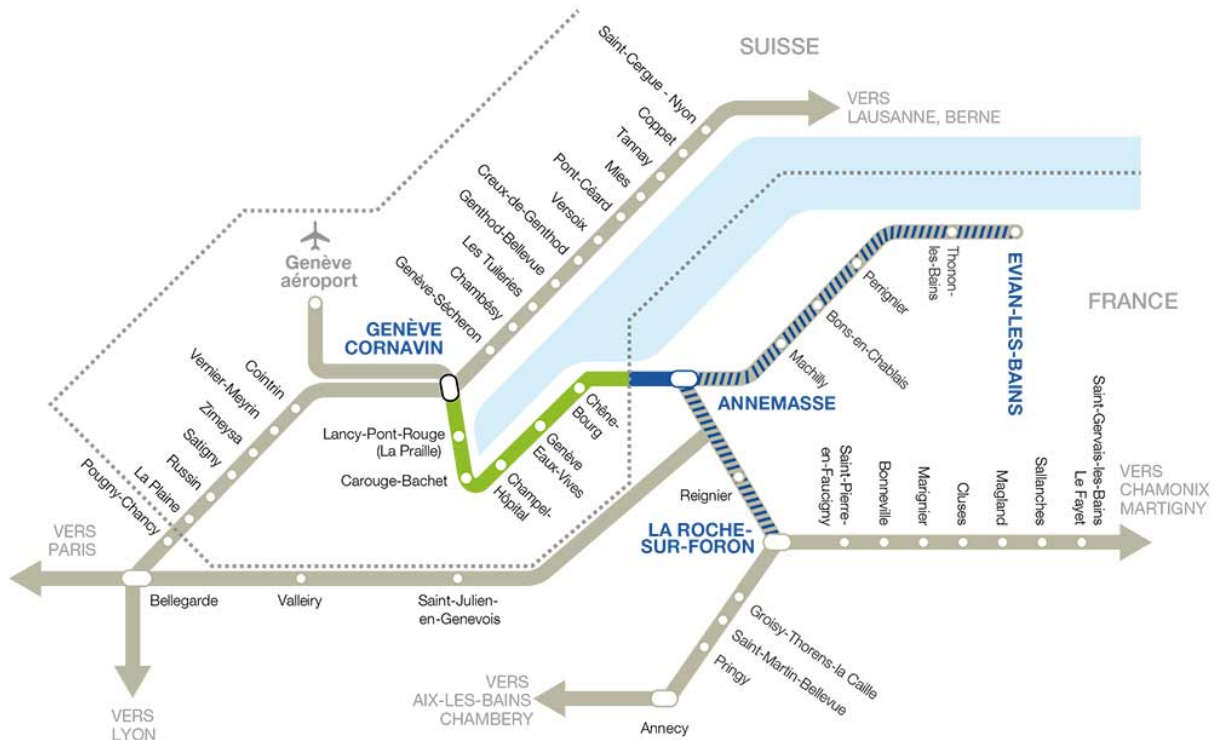 SUISSE
VERS
LAUSANNE, BERNE
Saint-Cergue - Nyon
Coppet
Tannay
Mies
Pont-Céard
Versoix
Creux-de-Genthod
Genthod-Bellevue
Les Tuileries
Chambésy
Genève-Sécheron
Genève
aéroport
GENÈVE
CORNAVIN
Cointrin
Vernier-Meyrin
Zimeysa
Satigny
Russin
La Plaine
Pougny-Chancy
Lancy-Pont-Rouge
(La Praille)
Carouge-Bachet
Champel-
Hôpital
Genève
Eaux-Vives
Chêne-
Bourg
ANNEMASSE
Machilly
Bons-en-Chablais
Perrignier
Thonon-
les-Bains
EVIAN-LES-BAINS
FRANCE
Reignier
LA ROCHE-
SUR-FORON
Saint-Pierre-
en-Faucigny
Bonneville
Marignier
Cluses
Magland
Sallanches
Saint-Gervais-les-Bains
Le Fayet
VERS
CHAMONIX
MARTIGNY
VERS
PARIS
Bellegarde
Valleiry
Saint-Julien-
en-Genevois
VERS
LYON
Groisy-Thorens-la Caille
Saint-Martin-Bellevue
Pringy
Annecy
VERS
AIX-LES-BAINS
CHAMBERY